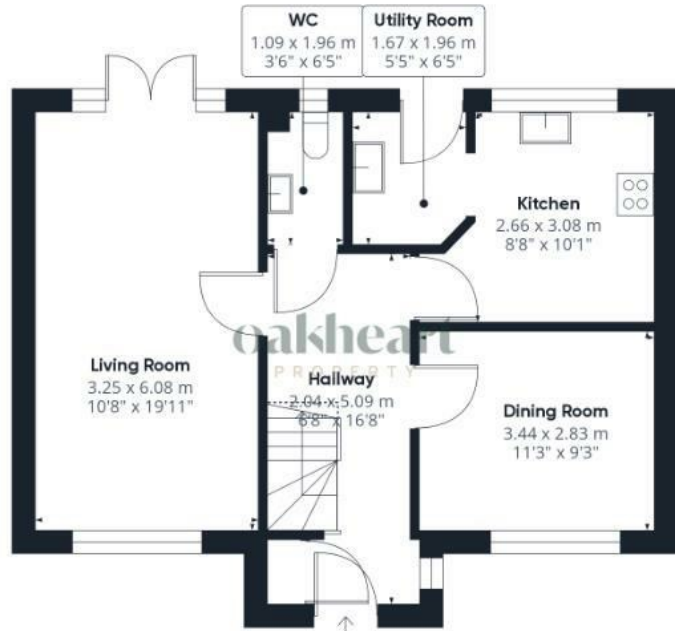 WC
1.09 x 1.96 m
3'6" x 6'5"
Utility Room
1.67 x 1.96 m
5'5" x 6'5"
Kitchen
2.66 x 3.08 m
8'8" x 10'1"
oakheart
PROPERTY
Living Room
3.25 x 6.08 m
10'8" x 19'11"
Hallway
2.04 x 5.09 m
6'8" x 16'8"
Dining Room
3.44 x 2.83 m
11'3" x 9'3"